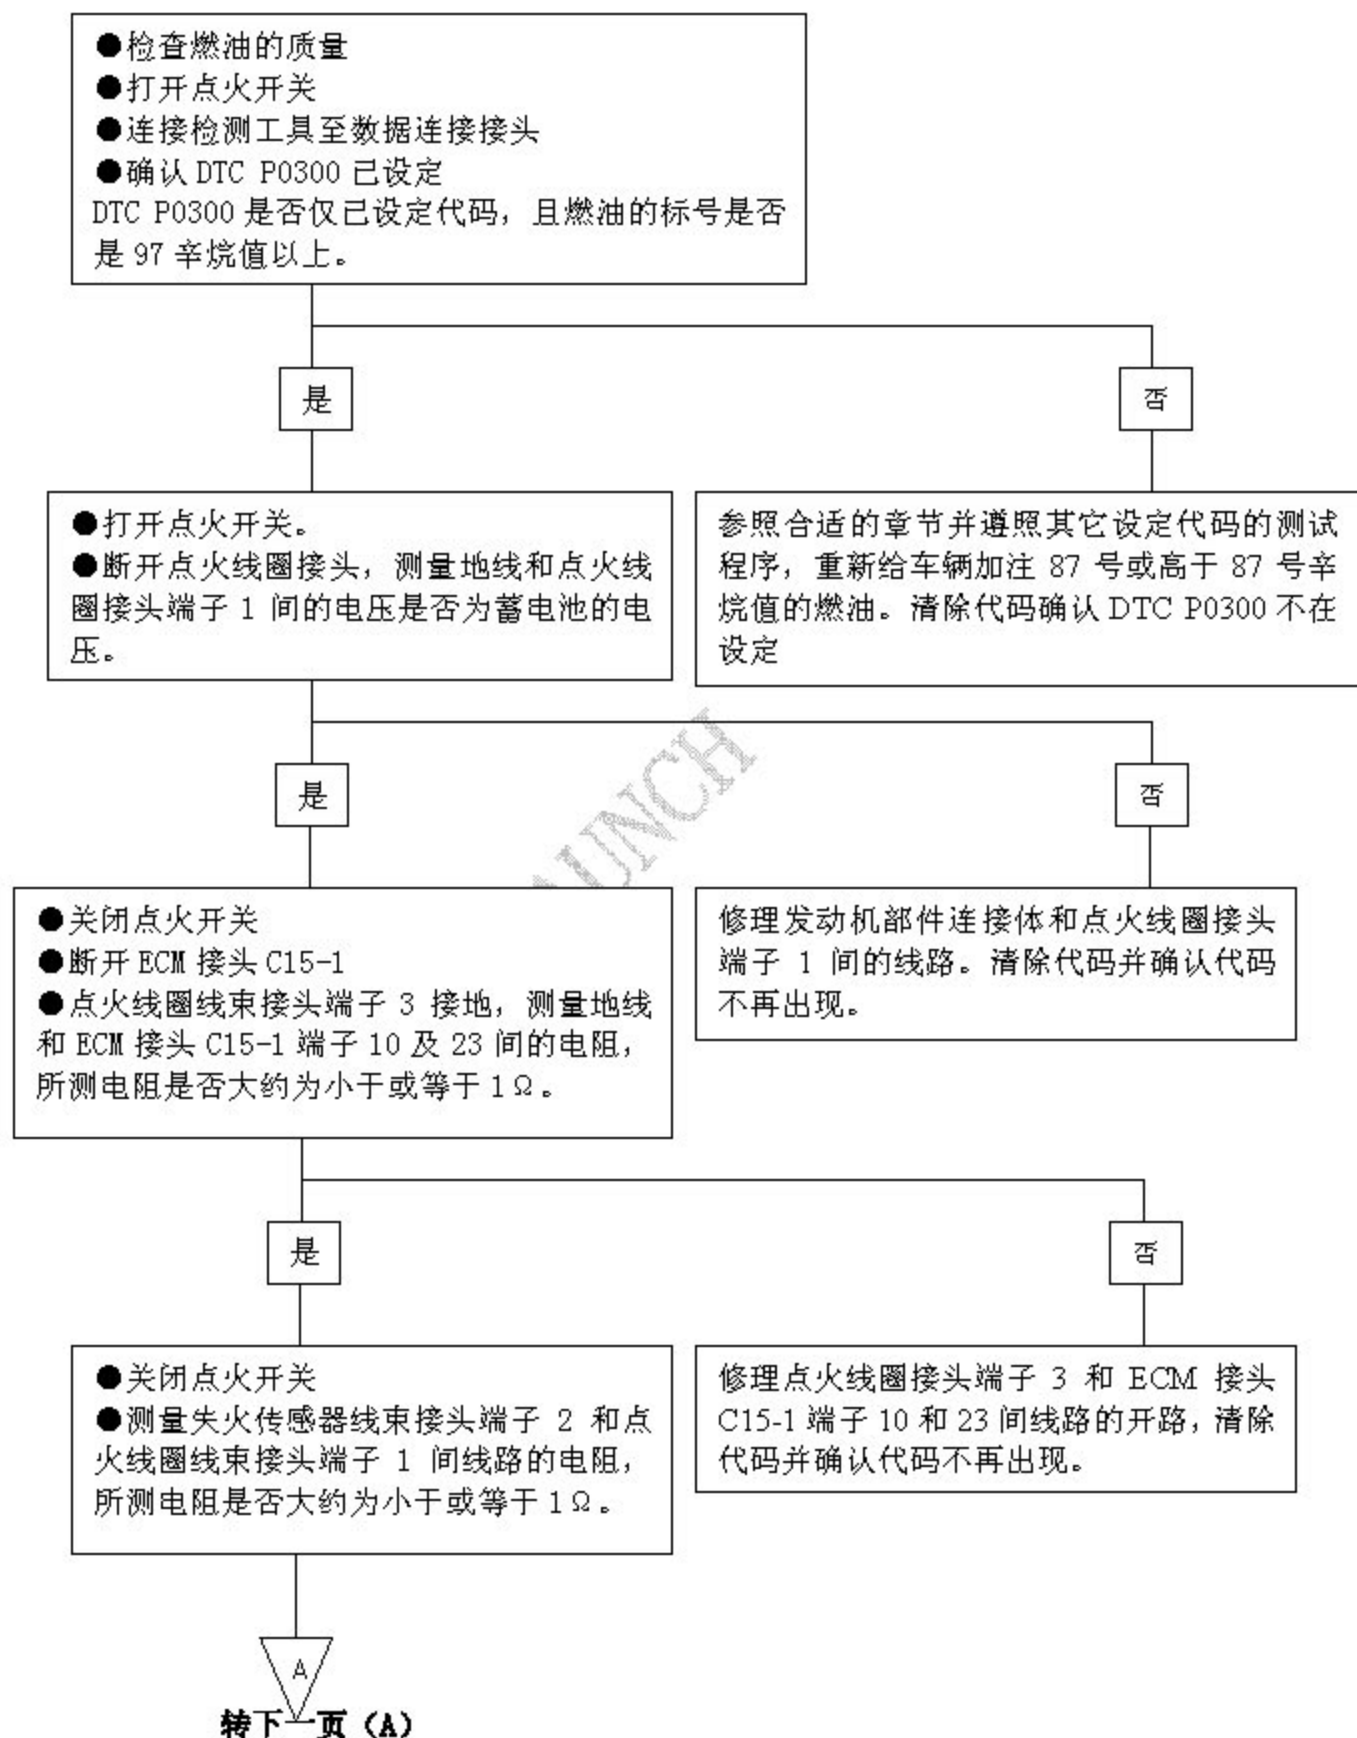 ●检查燃油的质量
●打开点火开关
●连接检测工具至数据连接接头
●确认 DTC P0300 已设定
DTC P0300 是否仅已设定代码，且燃油的标号是否
是 97 辛烷值以上。
是
否
●打开点火开关。
●断开点火线圈接头，测量地线和点火线
圈接头端子 1 间的电压是否为蓄电池的电
压。
参照合适的章节并遵照其它设定代码的测试
程序，重新给车辆加注 87 号或高于 87 号辛
烷值的燃油。清除代码确认 DTC P0300 不在
设定
是
否
●关闭点火开关
●断开 ECM 接头 C15-1
●点火线圈线束接头端子 3 接地，测量地线
和 ECM 接头 C15-1 端子 10 及 23 间的电阻，
所测电阻是否大约为小于或等于 1Ω。
修理发动机部件连接体和点火线圈接头
端子 1 间的线路。清除代码并确认代码
不再出现。
是
否
●关闭点火开关
●测量失火传感器线束接头端子 2 和点
火线圈线束接头端子 1 间线路的电阻，
所测电阻是否大约为小于或等于 1Ω。
修理点火线圈接头端子 3 和 ECM 接头
C15-1 端子 10 和 23 间线路的开路，清除
代码并确认代码不再出现。
A
转下一页（A）